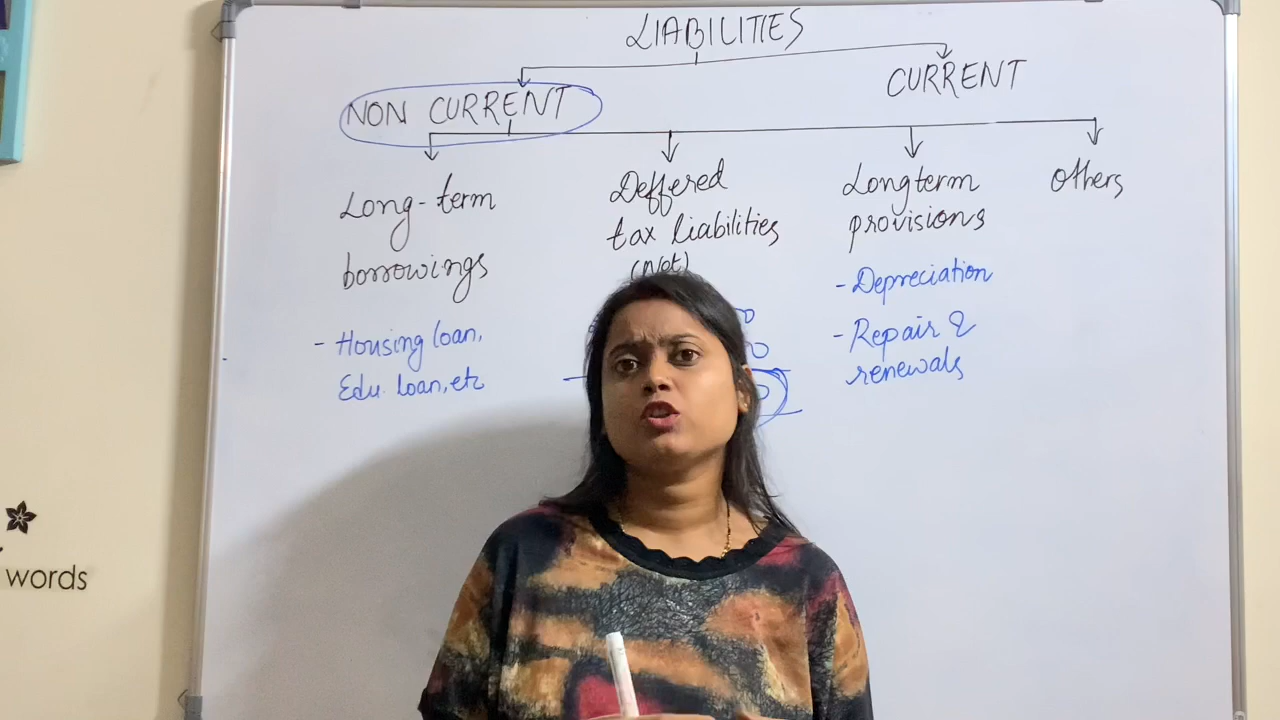 LIABILITIES
NON CURRENT
CURRENT
Long-term
borrowings
- Housing loan,
Edu. loan, etc
Deffered
tax liabilities
(Net)
Longterm
provisions
- Depreciation
- Repair &
renewals
Others
words